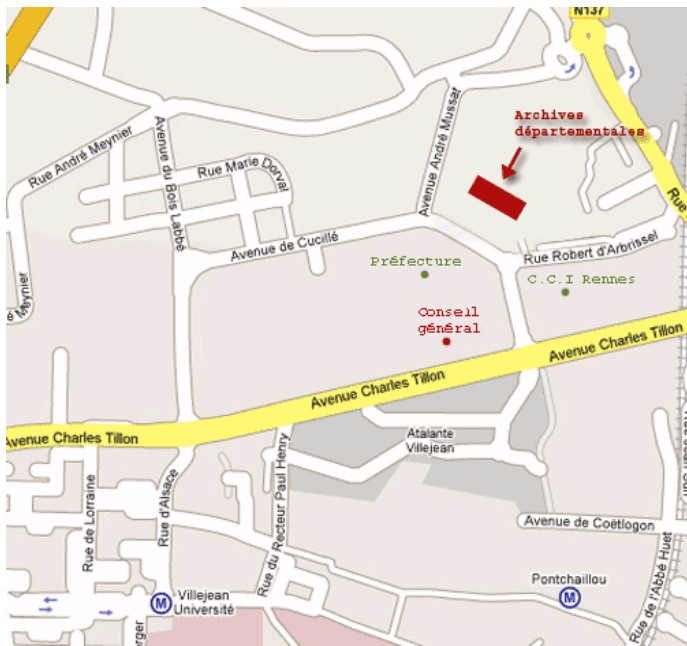 N137
Archives
départementales
Avenue André Mussat
Avenue du Bois Labbé
Rue André Meynier
Rue Marie Dorval
Rue
Avenue de Cucillé
Rue Robert d'Arbrissel
Préfecture
C.C.I Rennes
Meynier
Conseil
général
Avenue Charles Tillon
Avenue Charles Tillon
Avenue Charles Tillon
Atalante
Villejean
Rue de Lorraine
Rue d'Alsace
Rue du Recteur Paul Henry
Avenue de Coëtlogon
Rue de l'Abbé Huet
Pontchaillou
M
M
Villejean
Université